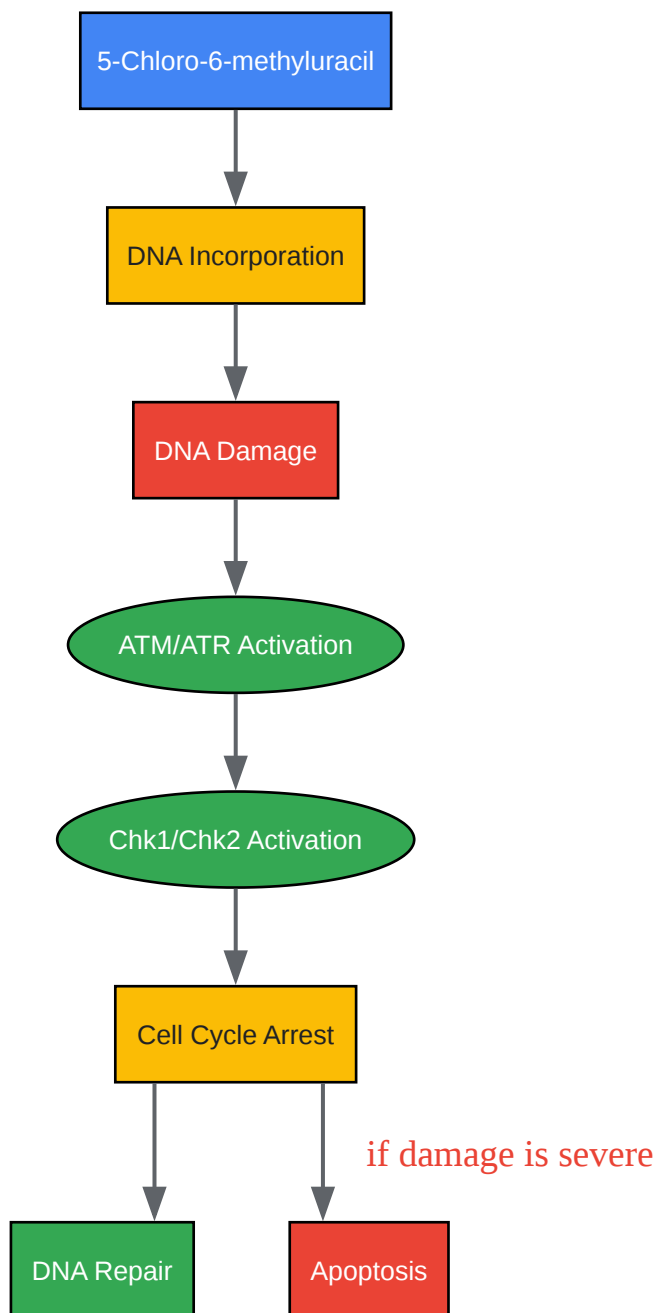 5-Chloro-6-methyluracil
DNA Incorporation
DNA Damage
ATM/ATR Activation
Chk1/Chk2 Activation
Cell Cycle Arrest
if damage is severe
DNA Repair
Apoptosis